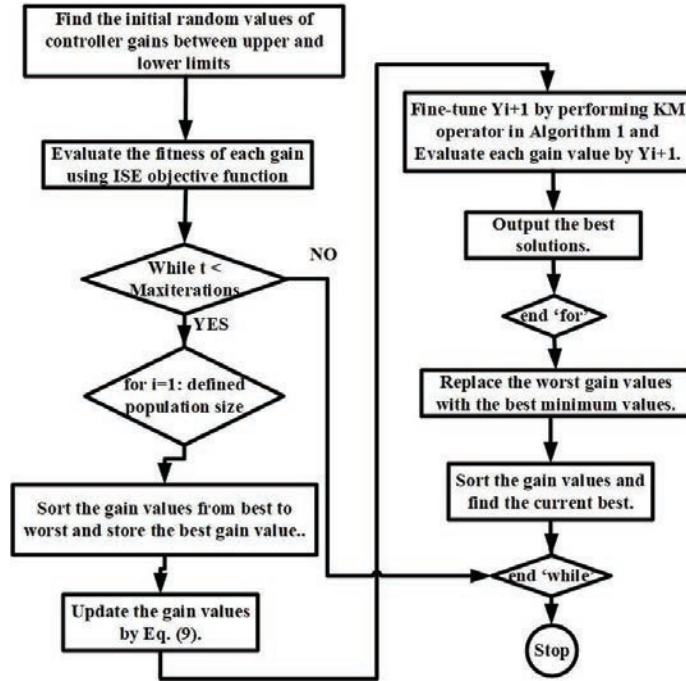 Find the initial random values of
controller gains between upper and
lower limits
Evaluate the fitness of each gain
using ISE objective function
While t <
Maxiterations
NO
YES
for i=1: defined
population size
Sort the gain values from best to
worst and store the best gain value..
Update the gain values
by Eq. (9).
Fine-tune Yi+1 by performing KM
operator in Algorithm 1 and
Evaluate each gain value by Yi+1.
Output the best
solutions.
end ‘for’
Replace the worst gain values
with the best minimum values.
Sort the gain values and
find the current best.
end ‘while’
Stop